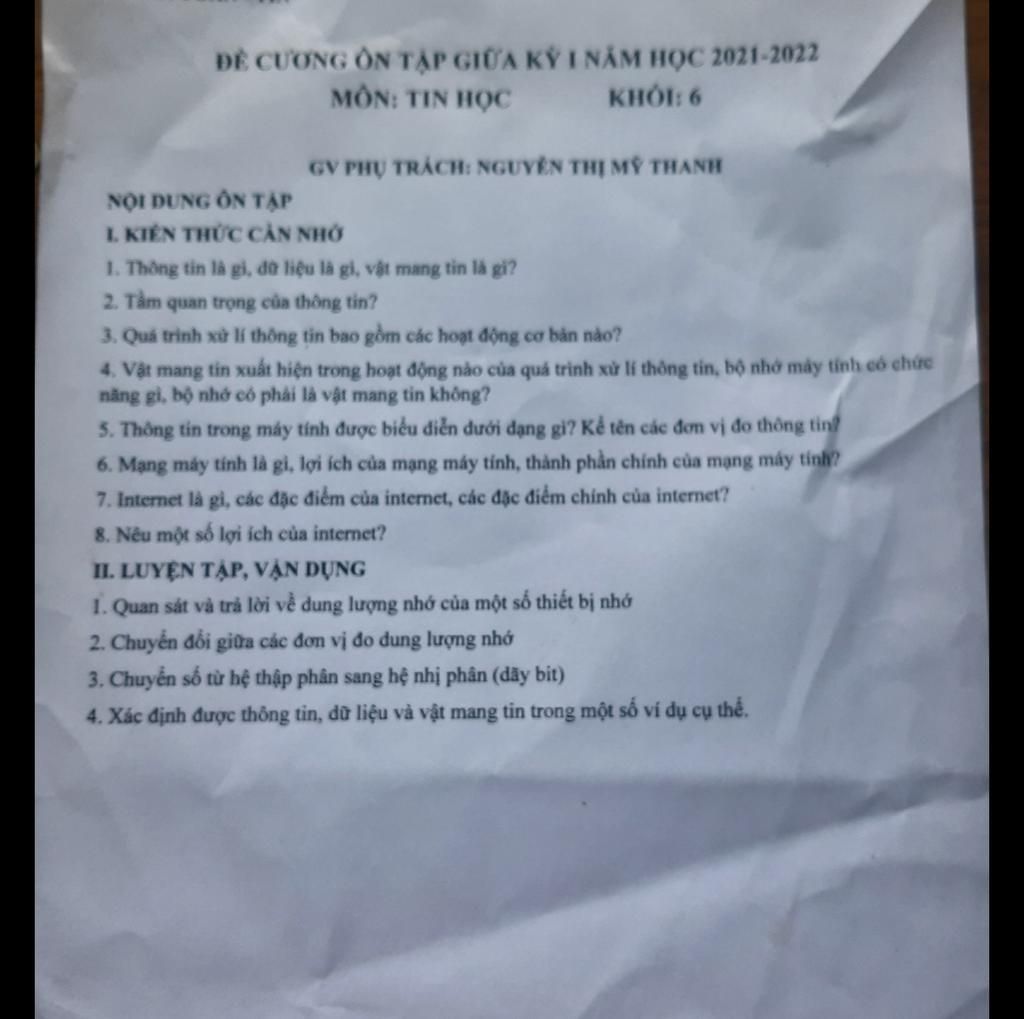 ĐỀ CƯƠNG ÔN TẬP GIỮA KỲ I NĂM HỌC 2021-2022
MÔN: TIN HỌC KHỐI: 6
GV PHỤ TRÁCH: NGUYỄN THỊ MỸ THANH
NỘI DUNG ÔN TẬP
I. KIẾN THỨC CẦN NHỚ
1. Thông tin là gì, dữ liệu là gì, vật mang tin là gì?
2. Tầm quan trọng của thông tin?
3. Quá trình xử lí thông tin bao gồm các hoạt động cơ bản nào?
4. Vật mang tin xuất hiện trong hoạt động nào của quá trình xử lí thông tin, bộ nhớ máy tính có chức
năng gì, bộ nhớ có phải là vật mang tin không?
5. Thông tin trong máy tính được biểu diễn dưới dạng gì? Kể tên các đơn vị đo thông tin?
6. Mạng máy tính là gì, lợi ích của mạng máy tính, thành phần chính của mạng máy tính?
7. Internet là gì, các đặc điểm của internet, các đặc điểm chính của internet?
8. Nêu một số lợi ích của internet?
II. LUYỆN TẬP, VẬN DỤNG
1. Quan sát và trả lời về dung lượng nhớ của một số thiết bị nhớ
2. Chuyển đổi giữa các đơn vị đo dung lượng nhớ
3. Chuyển số từ hệ thập phân sang hệ nhị phân (dãy bit)
4. Xác định được thông tin, dữ liệu và vật mang tin trong một số ví dụ cụ thể.